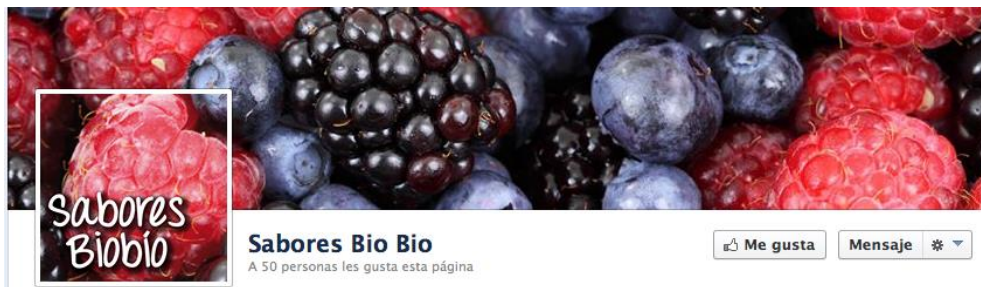 Sabores
Biobío
Sabores Bio Bio
A 50 personas les gusta esta página
Me gusta
Mensaje